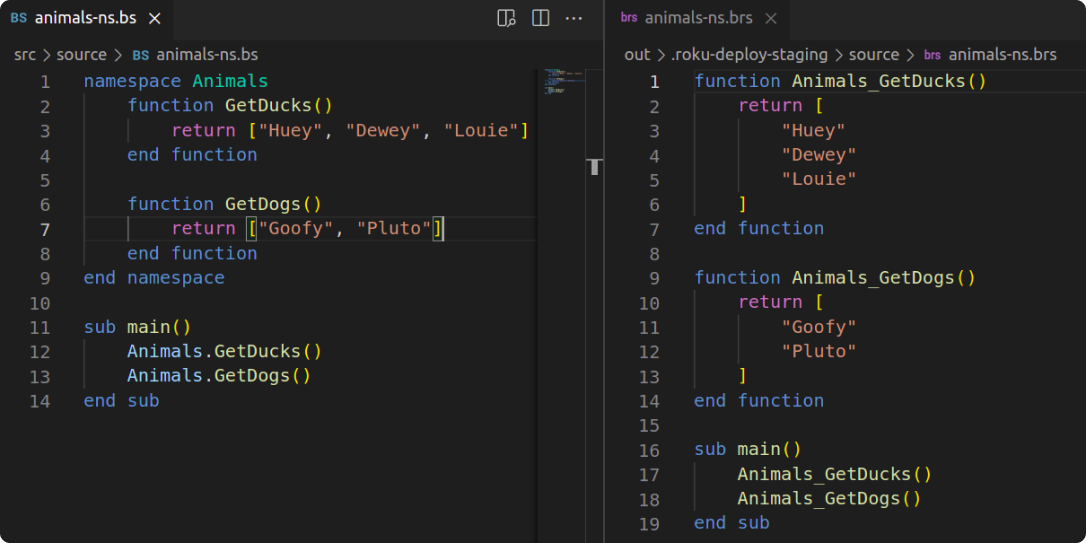 BS animals-ns.bs
src > source > BS animals-ns.bs
1 namespace Animals
2     function GetDucks()
3         return ["Huey", "Dewey", "Louie"]
4     end function
5
6     function GetDogs()
7         return ["Goofy", "Pluto"]
8     end function
9 end namespace
10
11 sub main()
12     Animals.GetDucks()
13     Animals.GetDogs()
14 end sub
brs animals-ns.brs
out > .roku-deploy-staging > source > brs animals-ns.brs
1 function Animals_GetDucks()
2     return [
3         "Huey"
4         "Dewey"
5         "Louie"
6     ]
7 end function
8
9 function Animals_GetDogs()
10     return [
11         "Goofy"
12         "Pluto"
13     ]
14 end function
15
16 sub main()
17     Animals_GetDucks()
18     Animals_GetDogs()
19 end sub